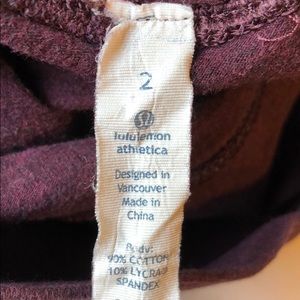 2
lululemon
athletica
Designed in
Vancouver
Made in
China
Body:
90% COTTON
10% LYCRA®
SPANDEX